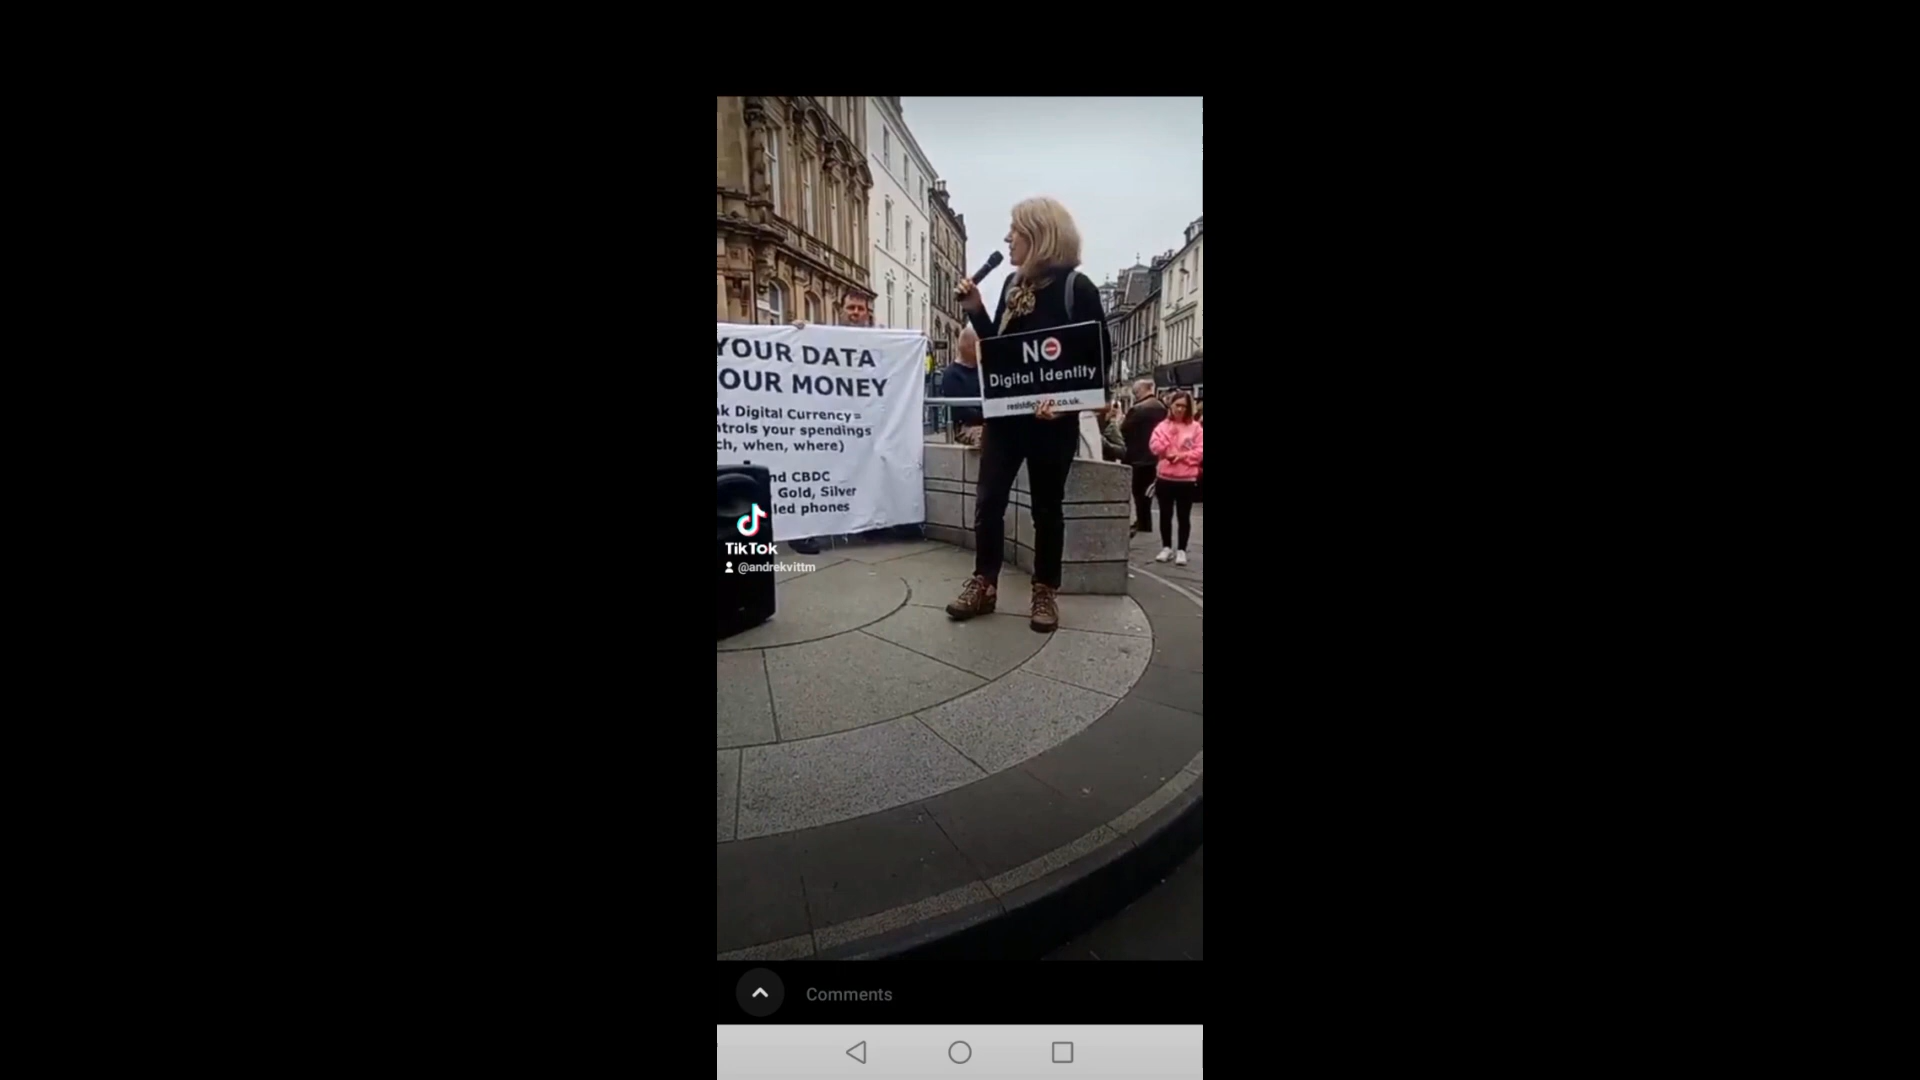 YOUR DATA
OUR MONEY
k Digital Currency=
trols your spendings
ch, when, where)
nd CBDC
Gold, Silver
led phones
NO
Digital Identity
TikTok
@andrekvittm
Comments